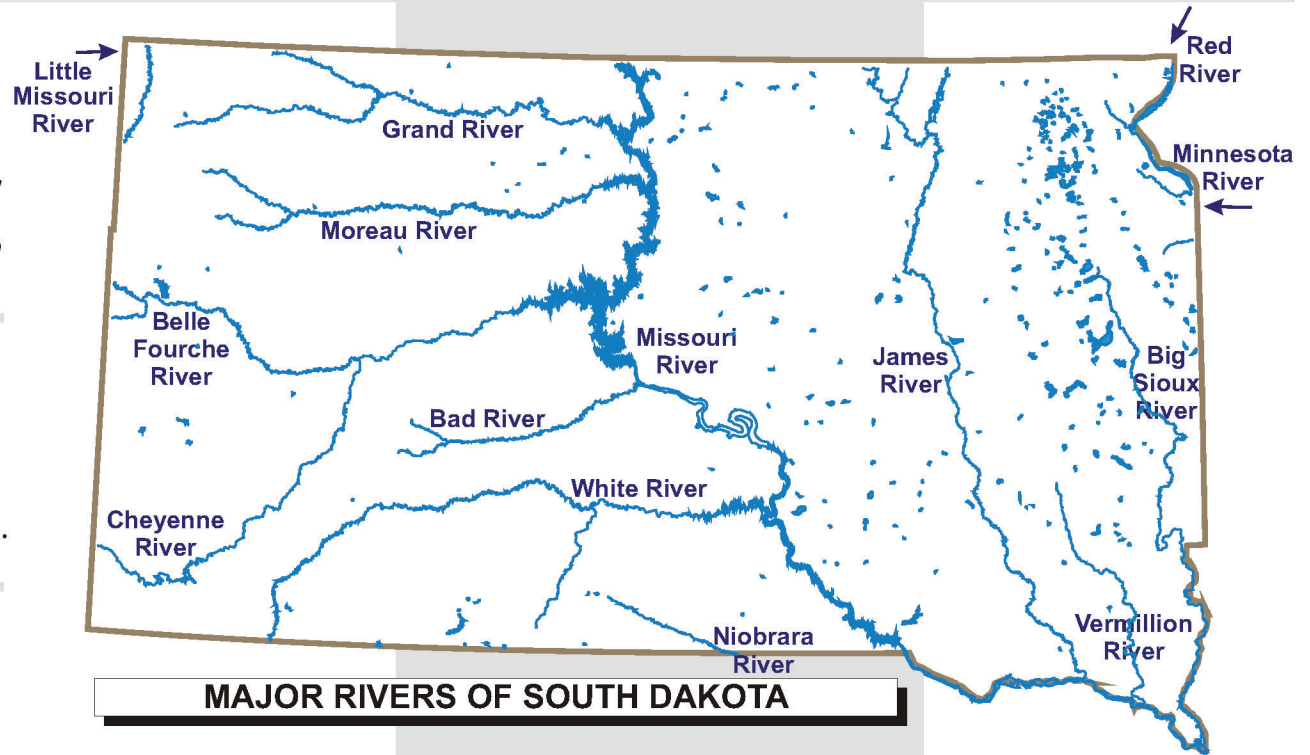 Red
River
Little
Missouri
River
Grand River
Minnesota
River
Moreau River
Belle
Fourche
River
Missouri
River
James
River
Big
Sioux
River
Bad River
White River
Cheyenne
River
Vermillion
River
Niobrara
River
MAJOR RIVERS OF SOUTH DAKOTA